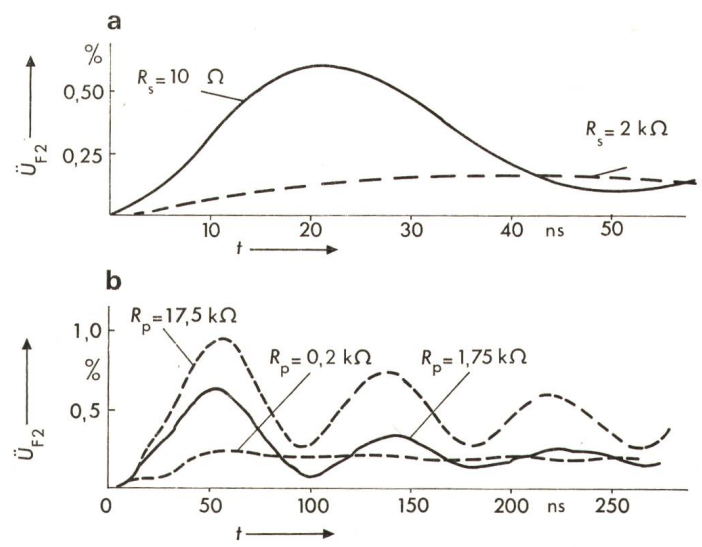 a
%
R_s = 10 Ω
0,50
R_s = 2 kΩ
0,25
Ü_F2
10 20 30 40 ns 50
t
b
R_p = 17,5 kΩ
1,0
R_p = 0,2 kΩ R_p = 1,75 kΩ
%
0,5
Ü_F2
0 50 100 150 200 ns 250
t